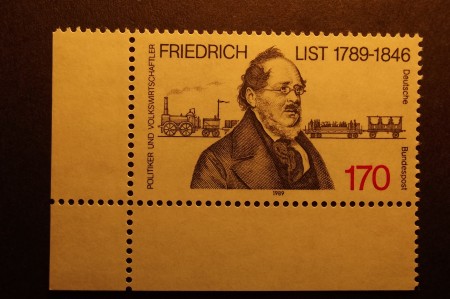 FRIEDRICH LIST 1789-1846
POLITIKER UND VOLKSWIRTSCHAFTLER
Deutsche Bundespost
170
1989